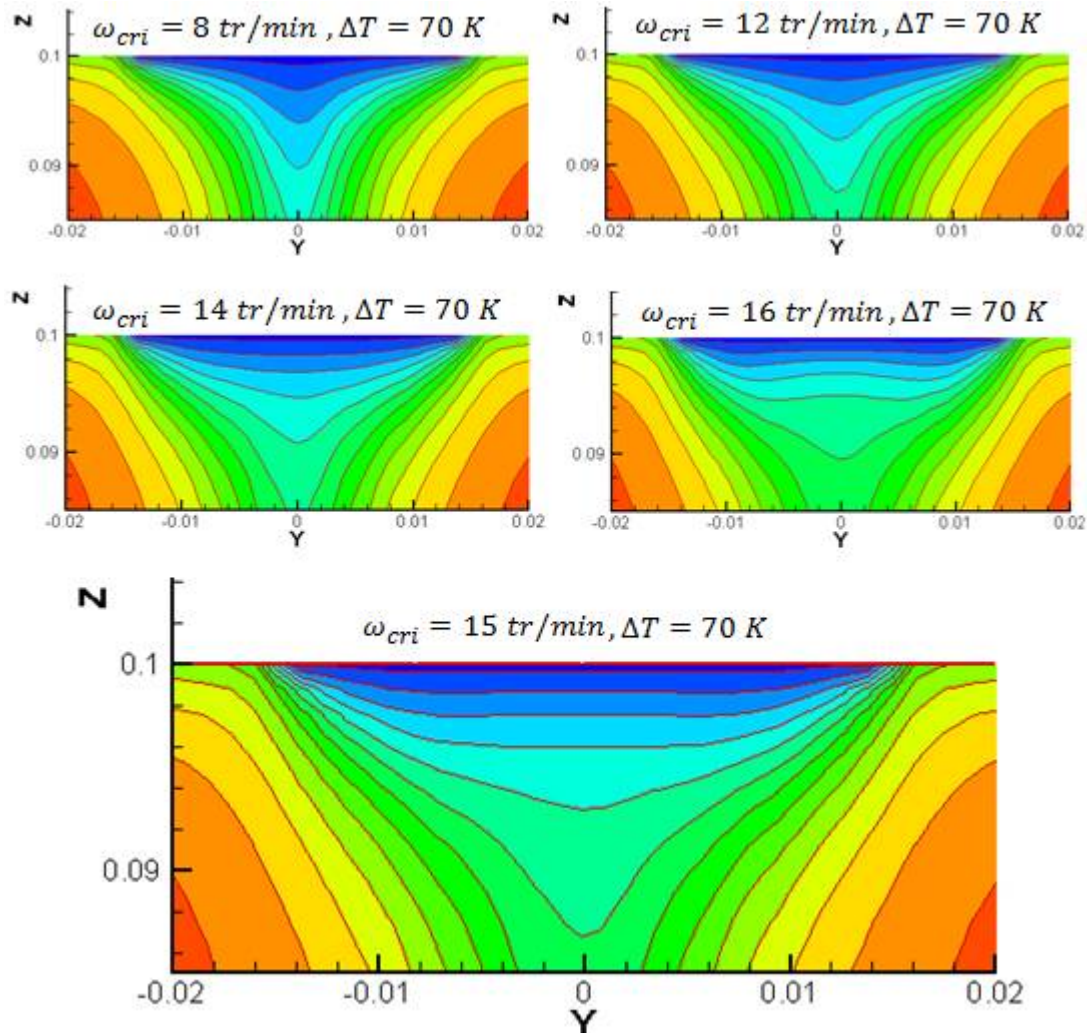 ω_cri = 8 tr/min , ΔT = 70 K
Z
0.1
0.09
-0.02 -0.01 0 0.01 0.02
Y
ω_cri = 12 tr/min , ΔT = 70 K
Z
0.1
0.09
-0.02 -0.01 0 0.01 0.02
Y
ω_cri = 14 tr/min , ΔT = 70 K
Z
0.1
0.09
-0.02 -0.01 0 0.01 0.02
Y
ω_cri = 16 tr/min , ΔT = 70 K
Z
0.1
0.09
-0.02 -0.01 0 0.01 0.02
Y
ω_cri = 15 tr/min, ΔT = 70 K
Z
0.1
0.09
-0.02 -0.01 0 0.01 0.02
Y